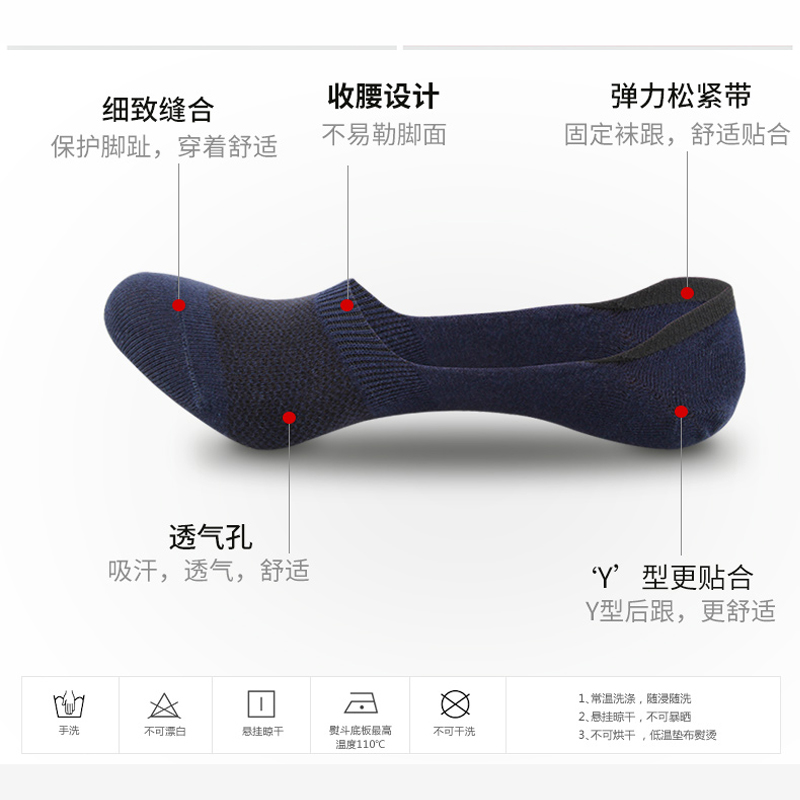 细致缝合
保护脚趾，穿着舒适
收腰设计
不易勒脚面
弹力松紧带
固定袜跟，舒适贴合
透气孔
吸汗，透气，舒适
‘Y’ 型更贴合
Y型后跟，更舒适
手洗
不可漂白
悬挂晾干
熨斗底板最高
温度110℃
不可干洗
1、常温洗涤，随浸随洗
2、悬挂晾干，不可暴晒
3、不可烘干 ，低温垫布熨烫